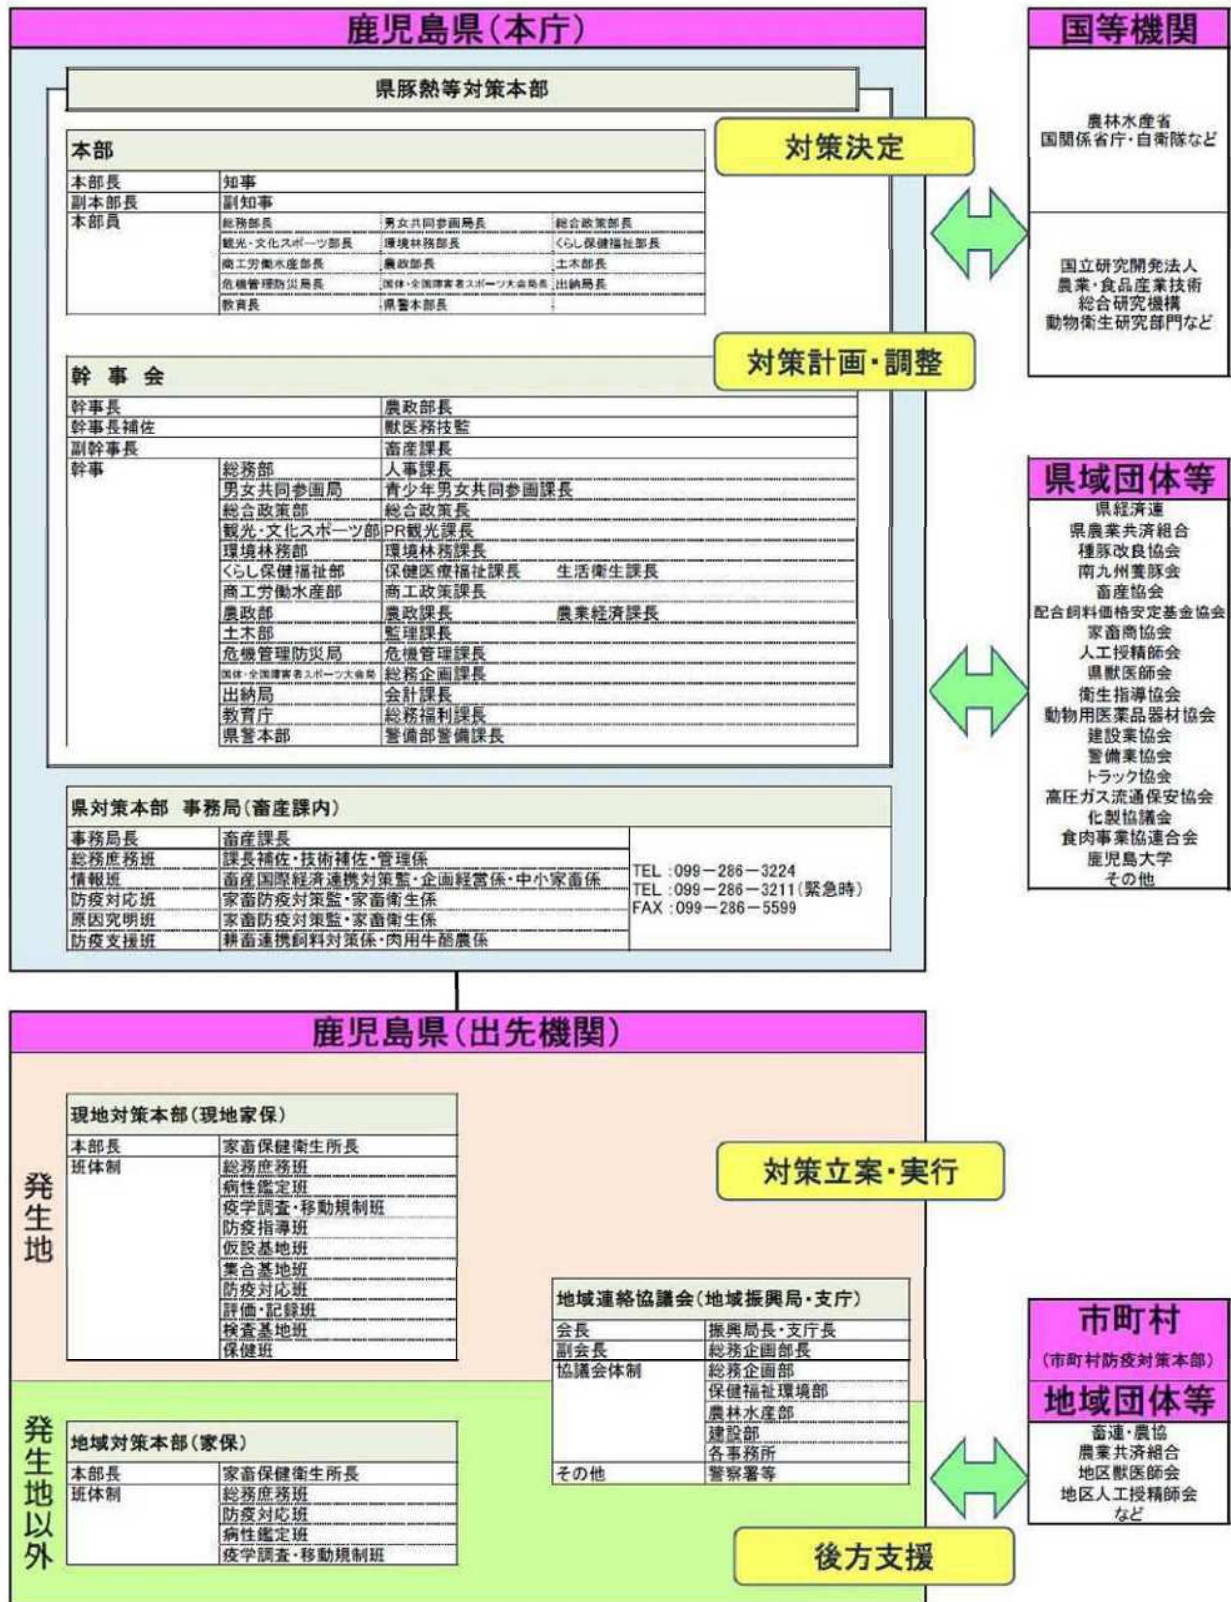 鹿児島県(本庁)
県豚熱等対策本部
対策決定
本部
本部長 知事
副本部長 副知事
本部員 総務部長 男女共同参画局長 総合政策部長
観光・文化スポーツ部長 環境林務部長 くらし保健福祉部長
商工労働水産部長 農政部長 土木部長
危機管理防災局長 国体・全国障害者スポーツ大会局長 出納局長
教育長 県警本部長
対策計画・調整
幹事会
幹事長 農政部長
幹事長補佐 獣医務技監
副幹事長 畜産課長
幹事 総務部 人事課長
男女共同参画局 青少年男女共同参画課長
総合政策部 総合政策課長
観光・文化スポーツ部 PR観光課長
環境林務部 環境林務課長
くらし保健福祉部 保健医療福祉課長 生活衛生課長
商工労働水産部 商工政策課長
農政部 農政課長 農業経済課長
土木部 監理課長
危機管理防災局 危機管理課長
国体・全国障害者スポーツ大会局 総務企画課長
出納局 会計課長
教育庁 総務福利課長
県警本部 警備部警備課長
県対策本部 事務局(畜産課内)
事務局長 畜産課長
総務庶務班 課長補佐・技術補佐・管理係
情報班 畜産国際経済連携対策監・企画経営係・中小家畜係
防疫対応班 家畜防疫対策監・家畜衛生係
原因究明班 家畜防疫対策監・家畜衛生係
防疫支援班 耕畜連携飼料対策係・肉用牛酪農係
TEL:099-286-3224
TEL:099-286-3211(緊急時)
FAX:099-286-5599
国等機関
農林水産省
国関係省庁・自衛隊など
国立研究開発法人
農業・食品産業技術
総合研究機構
動物衛生研究部門など
県域団体等
県経済連
県農業共済組合
種豚改良協会
南九州養豚会
畜産協会
配合飼料価格安定基金協会
家畜商協会
人工授精師会
県獣医師会
衛生指導協会
動物用医薬品器材協会
建設業協会
警備業協会
トラック協会
高圧ガス流通保安協会
化製協議会
食肉事業協連合会
鹿児島大学
その他
鹿児島県(出先機関)
発生地
現地対策本部(現地家保)
本部長 家畜保健衛生所長
班体制 総務庶務班
病性鑑定班
疫学調査・移動規制班
防疫指導班
仮設基地班
集合基地班
防疫対応班
評価・記録班
検査基地班
保健班
対策立案・実行
地域連絡協議会(地域振興局・支庁)
会長 振興局長・支庁長
副会長 総務企画部長
協議会体制 総務企画部
保健福祉環境部
農林水産部
建設部
各事務所
その他 警察署等
発生地以外
地域対策本部(家保)
本部長 家畜保健衛生所長
班体制 総務庶務班
防疫対応班
病性鑑定班
疫学調査・移動規制班
後方支援
市町村
(市町村防疫対策本部)
地域団体等
畜連・農協
農業共済組合
地区獣医師会
地区人工授精師会
など